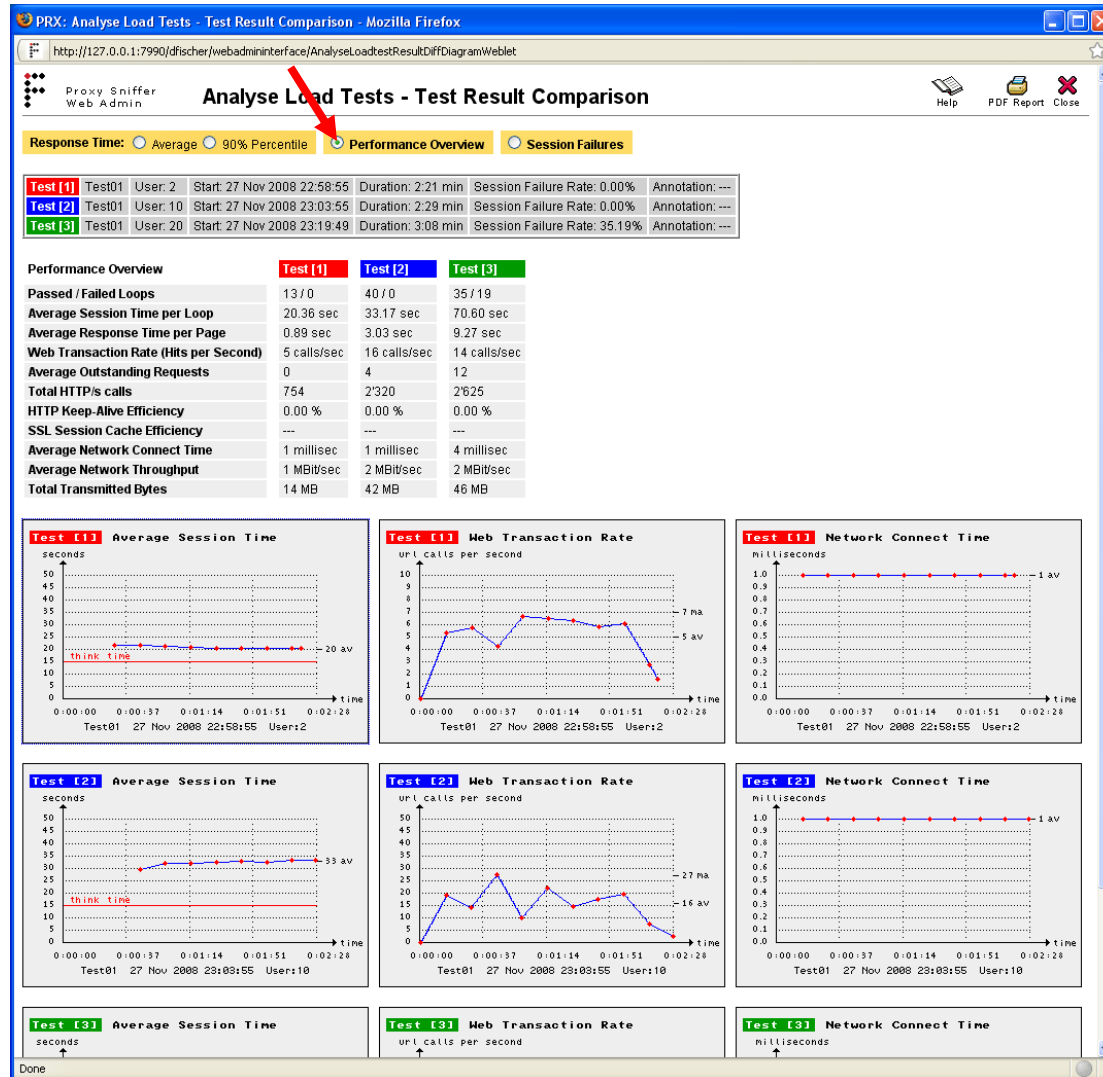 PRX: Analyse Load Tests - Test Result Comparison - Mozilla Firefox
http://127.0.0.1:7990/dfischer/webadmininterface/AnalyseLoadtestResultDiffDiagramWeblet
Proxy Sniffer
Web Admin
Analyse Load Tests - Test Result Comparison
Help PDF Report Close
Response Time: Average 90% Percentile Performance Overview Session Failures
Test [1] Test01 User: 2 Start: 27 Nov 2008 22:58:55 Duration: 2:21 min Session Failure Rate: 0.00% Annotation: ---
Test [2] Test01 User: 10 Start: 27 Nov 2008 23:03:55 Duration: 2:29 min Session Failure Rate: 0.00% Annotation: ---
Test [3] Test01 User: 20 Start: 27 Nov 2008 23:19:49 Duration: 3:08 min Session Failure Rate: 35.19% Annotation: ---
Performance Overview Test [1] Test [2] Test [3]
Passed / Failed Loops 13 / 0 40 / 0 35 / 19
Average Session Time per Loop 20.36 sec 33.17 sec 70.60 sec
Average Response Time per Page 0.89 sec 3.03 sec 9.27 sec
Web Transaction Rate (Hits per Second) 5 calls/sec 16 calls/sec 14 calls/sec
Average Outstanding Requests 0 4 12
Total HTTP/s calls 754 2'320 2'625
HTTP Keep-Alive Efficiency 0.00 % 0.00 % 0.00 %
SSL Session Cache Efficiency --- --- ---
Average Network Connect Time 1 millisec 1 millisec 4 millisec
Average Network Throughput 1 MBit/sec 2 MBit/sec 2 MBit/sec
Total Transmitted Bytes 14 MB 42 MB 46 MB
Test [1] Average Session Time
seconds
50
45
40
35
30
25
20
15
10
5
0
think time
20 av
time
0:00:00 0:00:37 0:01:14 0:01:51 0:02:28
Test01 27 Nov 2008 22:58:55 User:2
Test [1] Web Transaction Rate
url calls per second
10
9
8
7
6
5
4
3
2
1
0
7 ma
5 av
time
0:00:00 0:00:37 0:01:14 0:01:51 0:02:28
Test01 27 Nov 2008 22:58:55 User:2
Test [1] Network Connect Time
milliseconds
1.0
0.9
0.8
0.7
0.6
0.5
0.4
0.3
0.2
0.1
0.0
1 av
time
0:00:00 0:00:37 0:01:14 0:01:51 0:02:28
Test01 27 Nov 2008 22:58:55 User:2
Test [2] Average Session Time
seconds
50
45
40
35
30
25
20
15
10
5
0
think time
33 av
time
0:00:00 0:00:37 0:01:14 0:01:51 0:02:28
Test01 27 Nov 2008 23:03:55 User:10
Test [2] Web Transaction Rate
url calls per second
50
45
40
35
30
25
20
15
10
5
0
27 ma
16 av
time
0:00:00 0:00:37 0:01:14 0:01:51 0:02:28
Test01 27 Nov 2008 23:03:55 User:10
Test [2] Network Connect Time
milliseconds
1.0
0.9
0.8
0.7
0.6
0.5
0.4
0.3
0.2
0.1
0.0
1 av
time
0:00:00 0:00:37 0:01:14 0:01:51 0:02:28
Test01 27 Nov 2008 23:03:55 User:10
Test [3] Average Session Time
seconds
Test [3] Web Transaction Rate
url calls per second
Test [3] Network Connect Time
milliseconds
Done